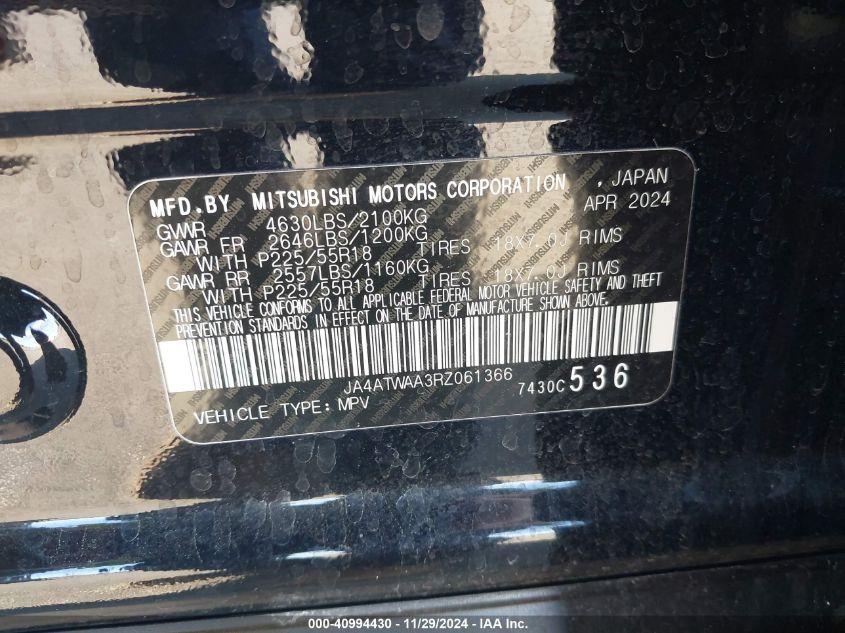 MFD.BY MITSUBISHI MOTORS CORPORATION , JAPAN
GVWR 4630LBS/2100KG APR 2024
GAWR FR 2646LBS/1200KG
WITH P225/55R18 TIRES 18X7.0J RIMS
GAWR RR 2557LBS/1160KG
WITH P225/55R18 TIRES 18X7.0J RIMS
THIS VEHICLE CONFORMS TO ALL APPLICABLE FEDERAL MOTOR VEHICLE SAFETY AND THEFT
PREVENTION STANDARDS IN EFFECT ON THE DATE OF MANUFACTURE SHOWN ABOVE.
JA4ATWAA3RZ061366 7430C 536
VEHICLE TYPE: MPV
000-40994430 - 11/29/2024 - IAA Inc.